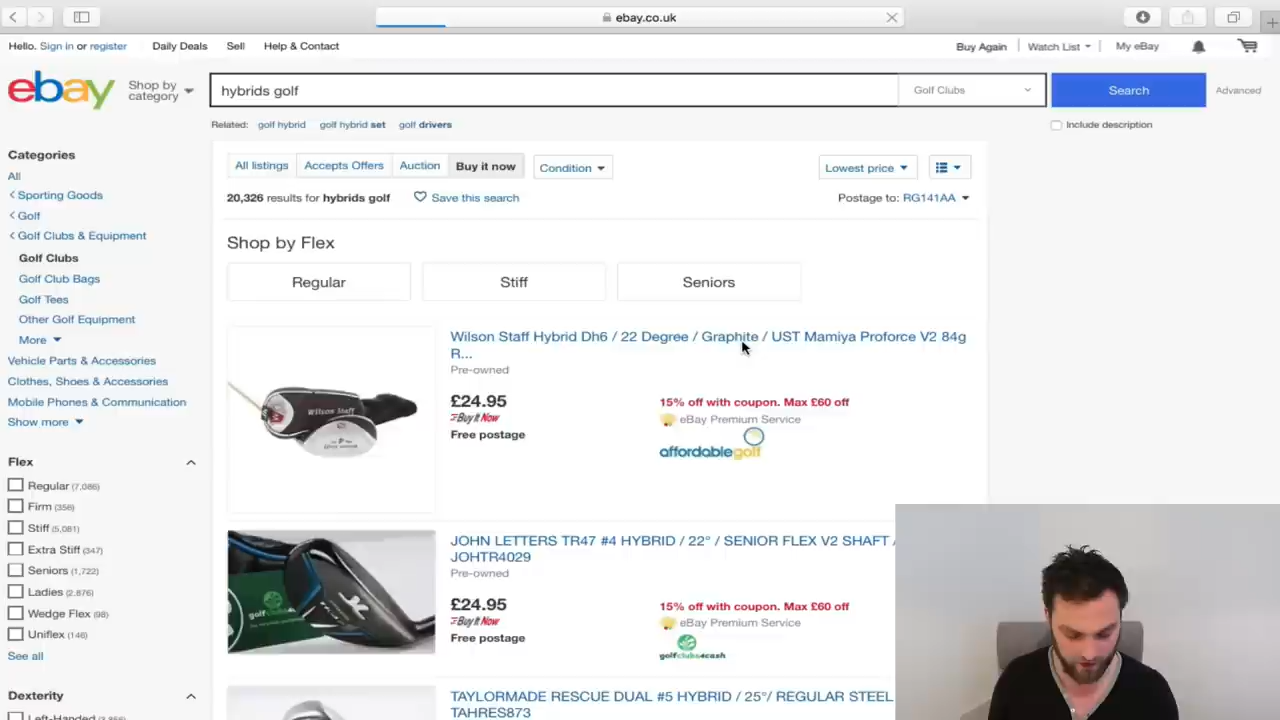 ebay.co.uk
Hello. Sign in or register
Daily Deals
Sell
Help & Contact
Buy Again
Watch List
My eBay
ebay
Shop by category
hybrids golf
Golf Clubs
Search
Advanced
Related: golf hybrid golf hybrid set golf drivers
Include description
Categories
All
Sporting Goods
Golf
Golf Clubs & Equipment
Golf Clubs
Golf Club Bags
Golf Tees
Other Golf Equipment
More
Vehicle Parts & Accessories
Clothes, Shoes & Accessories
Mobile Phones & Communication
Show more
Flex
Regular (7,086)
Firm (356)
Stiff (5,081)
Extra Stiff (347)
Seniors (1,722)
Ladies (2,876)
Wedge Flex (98)
Uniflex (146)
See all
Dexterity
Left-Handed
All listings
Accepts Offers
Auction
Buy it now
Condition
Lowest price
20,326 results for hybrids golf
Save this search
Postage to: RG141AA
Shop by Flex
Regular
Stiff
Seniors
Wilson Staff Hybrid Dh6 / 22 Degree / Graphite / UST Mamiya Proforce V2 84g
R...
Pre-owned
£24.95
Buy It Now
Free postage
15% off with coupon. Max £60 off
eBay Premium Service
affordablegolf
Wilson Staff
JOHN LETTERS TR47 #4 HYBRID / 22° / SENIOR FLEX V2 SHAFT /
JOHTR4029
Pre-owned
£24.95
Buy It Now
Free postage
15% off with coupon. Max £60 off
eBay Premium Service
golfclubs4cash
TAYLORMADE RESCUE DUAL #5 HYBRID / 25°/ REGULAR STEEL
TAHRES873